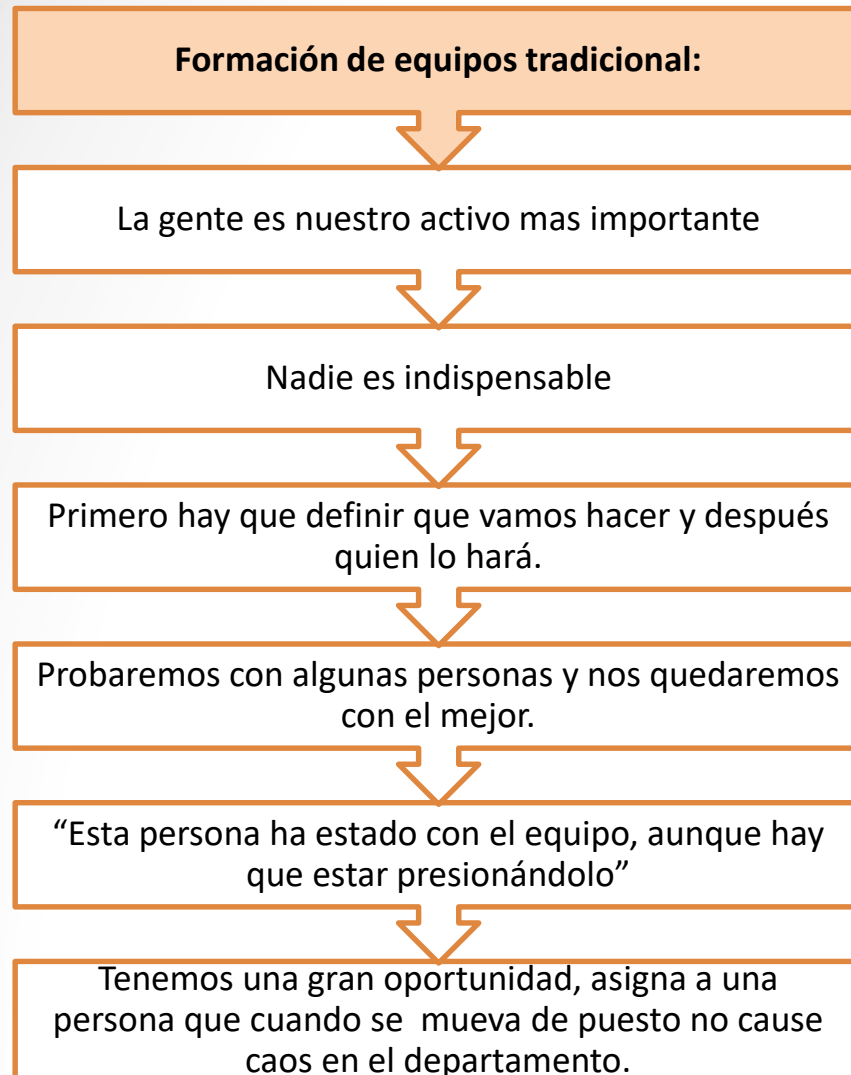 Formación de equipos tradicional:
La gente es nuestro activo mas importante
Nadie es indispensable
Primero hay que definir que vamos hacer y después
quien lo hará.
Probaremos con algunas personas y nos quedaremos
con el mejor.
“Esta persona ha estado con el equipo, aunque hay
que estar presionándolo”
Tenemos una gran oportunidad, asigna a una
persona que cuando se  mueva de puesto no cause
caos en el departamento.